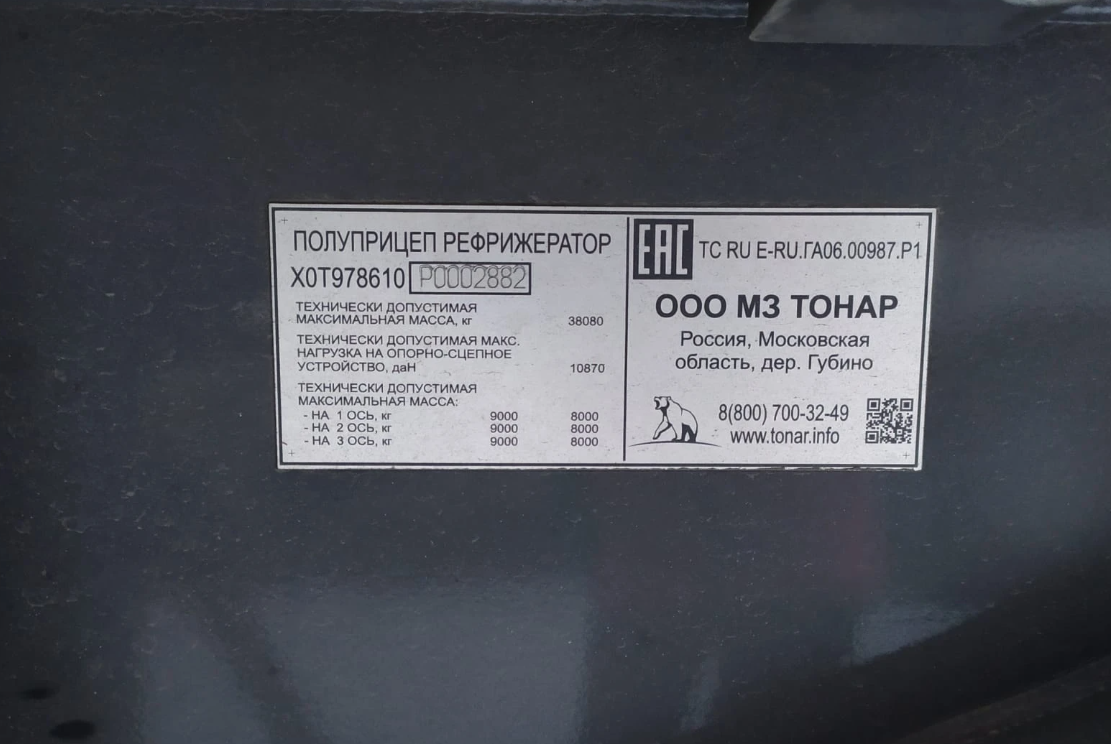 ПОЛУПРИЦЕП РЕФРИЖЕРАТОР
X0T978610 P0002882
ТЕХНИЧЕСКИ ДОПУСТИМАЯ
МАКСИМАЛЬНАЯ МАССА, кг 38080
ТЕХНИЧЕСКИ ДОПУСТИМАЯ МАКС.
НАГРУЗКА НА ОПОРНО-СЦЕПНОЕ
УСТРОЙСТВО, даН 10870
ТЕХНИЧЕСКИ ДОПУСТИМАЯ
МАКСИМАЛЬНАЯ МАССА:
- НА 1 ОСЬ, кг 9000 8000
- НА 2 ОСЬ, кг 9000 8000
- НА 3 ОСЬ, кг 9000 8000
EAC ТС RU E-RU.ГА06.00987.P1
ООО МЗ ТОНАР
Россия, Московская
область, дер. Губино
8(800) 700-32-49
www.tonar.info